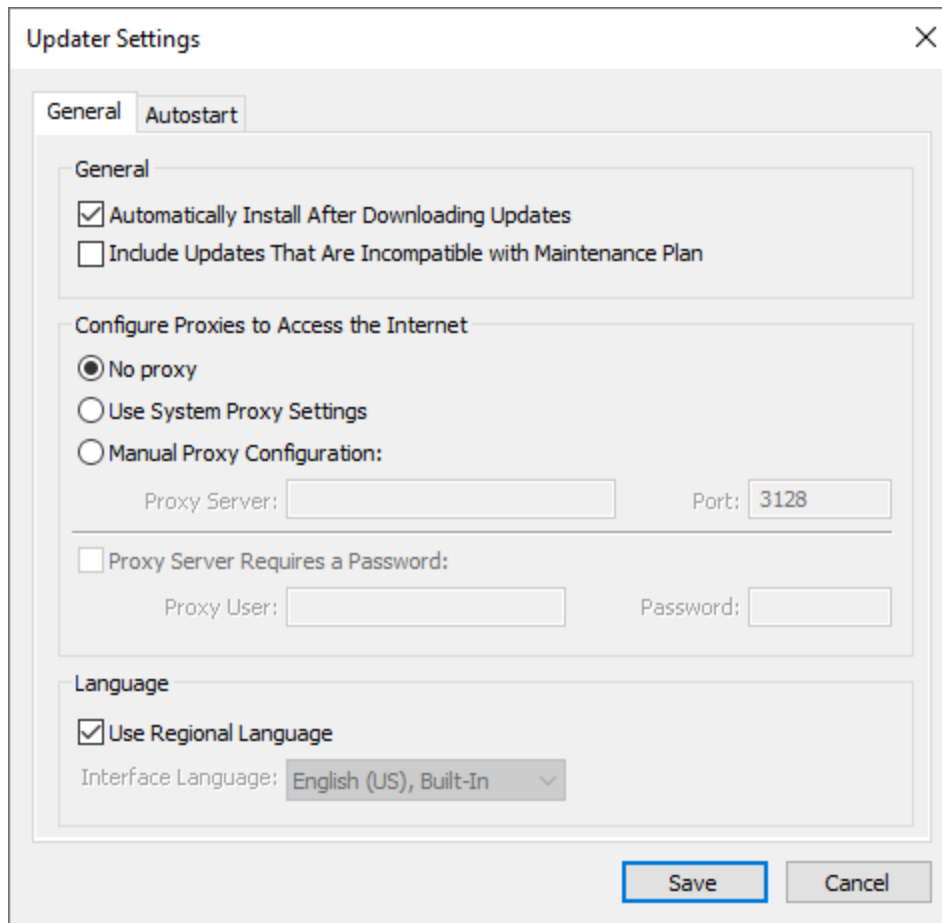 Updater Settings
General Autostart
General
Automatically Install After Downloading Updates
Include Updates That Are Incompatible with Maintenance Plan
Configure Proxies to Access the Internet
No proxy
Use System Proxy Settings
Manual Proxy Configuration:
Proxy Server: Port: 3128
Proxy Server Requires a Password:
Proxy User: Password:
Language
Use Regional Language
Interface Language: English (US), Built-In
Save Cancel